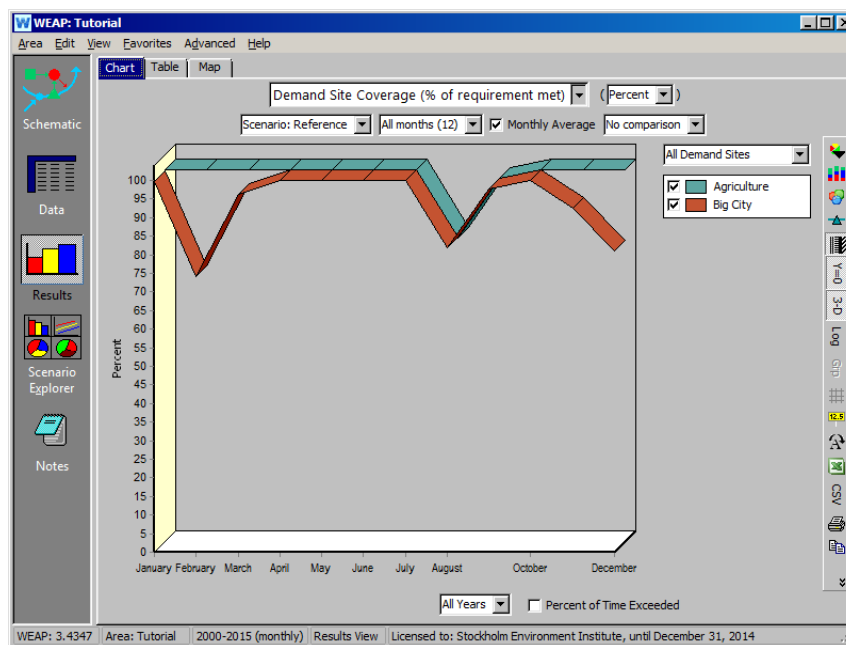 WEAP: Tutorial
Area Edit View Favorites Advanced Help
Chart Table Map
Demand Site Coverage (% of requirement met) (Percent)
Scenario: Reference All months (12) Monthly Average No comparison
Schematic
Data
Results
Scenario
Explorer
Notes
All Demand Sites
Agriculture
Big City
Percent
100
95
90
85
80
75
70
65
60
55
50
45
40
35
30
25
20
15
10
5
0
January February March April May June July August October December
Y=0
3-D
Log
Grp
12.5
A
CSV
All Years Percent of Time Exceeded
WEAP: 3.4347 Area: Tutorial 2000-2015 (monthly) Results View Licensed to: Stockholm Environment Institute, until December 31, 2014